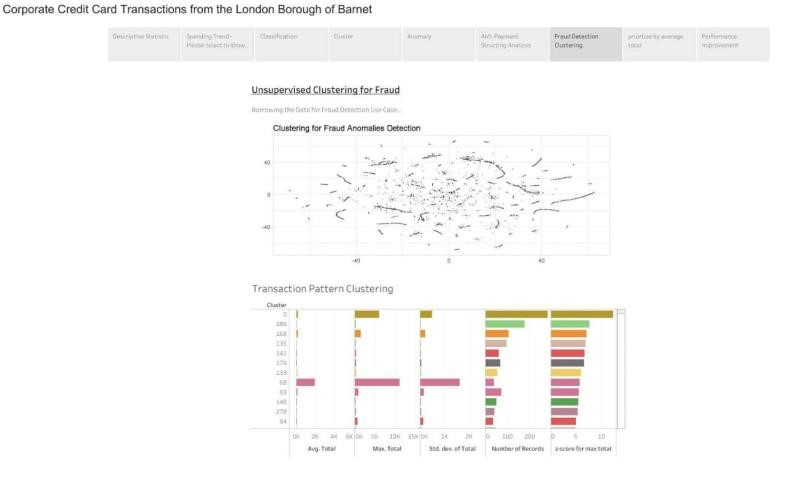 Corporate Credit Card Transactions from the London Borough of Barnet
Descriptive Statistic
Spending Trend -
Please select to show...
Classification
Cluster
Anomaly
AML Payment
Structing Analysis
Fraud Detection
Clustering
prioritize by average
total
Performance
Improvement
Unsupervised Clustering for Fraud
Borrowing the Data for Fraud Detection Use Case...
Clustering for Fraud Anomalies Detection
40
0
-40
-40 0 40
Transaction Pattern Clustering
Cluster
0
289
168
135
141
174
133
68
146
278
94
0K 2K 4K 6K 0K 5K 10K 15K 0K 1K 2K 0 100 200 0 5 10
Avg. Total Max. Total Std. dev. of Total Number of Records z-score for max total